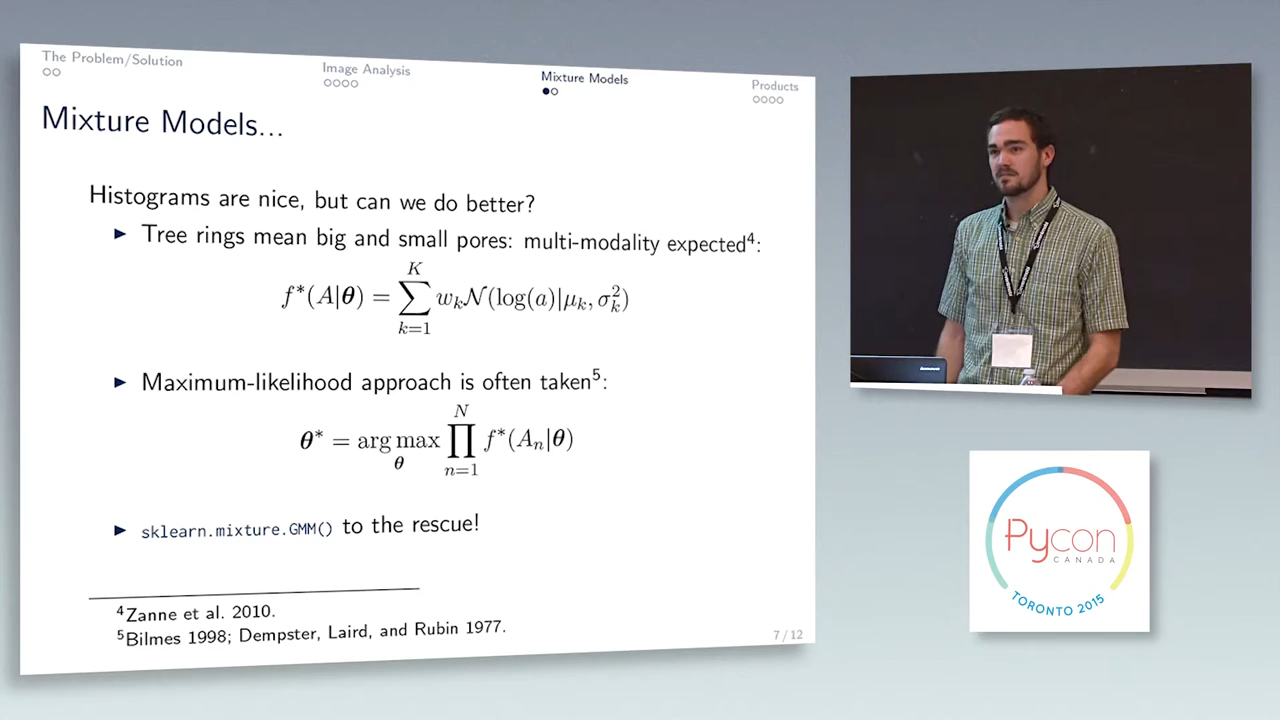 The Problem/Solution
Image Analysis
Mixture Models
Products
Mixture Models...
Histograms are nice, but can we do better?
▶ Tree rings mean big and small pores: multi-modality expected⁴:
f*(A|θ) = ∑_{k=1}^{K} w_k 𝒩(log(a)|μ_k, σ_k²)
▶ Maximum-likelihood approach is often taken⁵:
θ* = arg max_θ ∏_{n=1}^{N} f*(A_n|θ)
▶ sklearn.mixture.GMM() to the rescue!
⁴Zanne et al. 2010.
⁵Bilmes 1998; Dempster, Laird, and Rubin 1977.
7 / 12
lenovo
Pycon
CANADA
TORONTO 2015